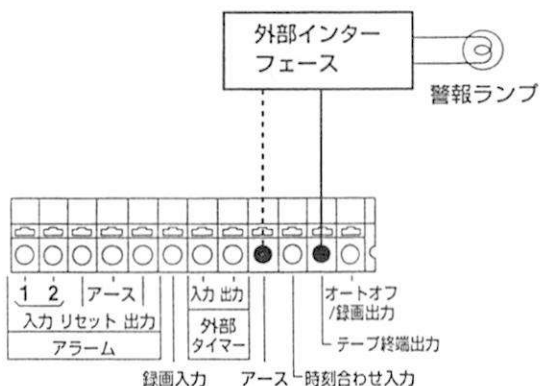 外部インター
フェース
警報ランプ
1 2 アース
入力 リセット 出力
アラーム
入力 出力
外部
タイマー
オートオフ
/録画出力
テープ終端出力
録画入力 アース 時刻合わせ入力